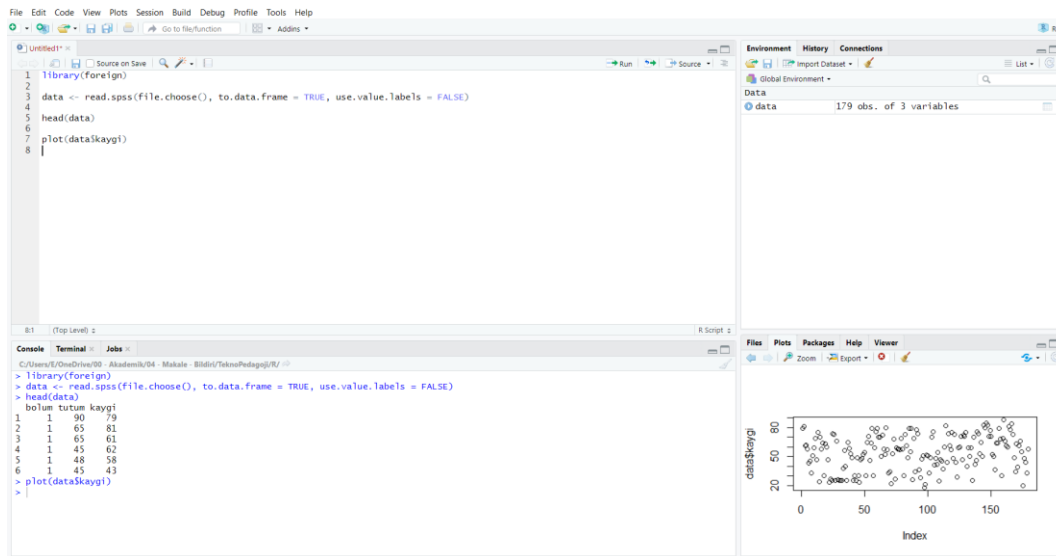 File Edit Code View Plots Session Build Debug Profile Tools Help
Go to file/function Addins
Untitled1*
Source on Save Run Source
1 library(foreign)
2
3 data <- read.spss(file.choose(), to.data.frame = TRUE, use.value.labels = FALSE)
4
5 head(data)
6
7 plot(data$kaygi)
8
8:1 (Top Level) R Script
Console Terminal Jobs
C:/Users/E/OneDrive/00 - Akademik/04 - Makale - Bildiri/TeknoPedagoji/R/
> library(foreign)
> data <- read.spss(file.choose(), to.data.frame = TRUE, use.value.labels = FALSE)
> head(data)
bolum tutum kaygi
1 1 90 79
2 1 65 81
3 1 65 61
4 1 45 62
5 1 48 58
6 1 45 43
> plot(data$kaygi)
>
Environment History Connections
Import Dataset List
Global Environment
Data
data 179 obs. of 3 variables
Files Plots Packages Help Viewer
Zoom Export
data$kaygi
80
50
20
0 50 100 150
Index